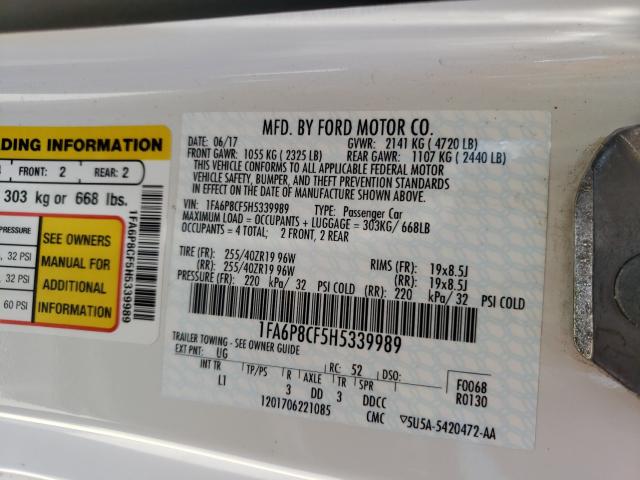 DING INFORMATION
FRONT: 2 REAR: 2
303 kg or 668 lbs.
PRESSURE
32 PSI
32 PSI
60 PSI
SEE OWNERS
MANUAL FOR
ADDITIONAL
INFORMATION
1FA6P8CF5H5339989
MFD. BY FORD MOTOR CO.
DATE: 06/17 GVWR: 2141 KG ( 4720 LB)
FRONT GAWR: 1055 KG ( 2325 LB) REAR GAWR: 1107 KG ( 2440 LB)
THIS VEHICLE CONFORMS TO ALL APPLICABLE FEDERAL MOTOR
VEHICLE SAFETY, BUMPER, AND THEFT PREVENTION STANDARDS
IN EFFECT ON THE DATE OF MANUFACTURE SHOWN ABOVE.
VIN: 1FA6P8CF5H5339989 TYPE: Passenger Car
MAXIMUM LOAD = OCCUPANTS + LUGGAGE = 303KG/ 668LB
OCCUPANTS = 4 TOTAL; 2 FRONT, 2 REAR
TIRE (FR): 255/40ZR19 96W RIMS (FR): 19x8.5J
(RR): 255/40ZR19 96W (RR): 19x8.5J
PRESSURE (FR): 220 kPa/ 32 PSI COLD (RR): 220 kPa/ 32 PSI COLD
1FA6P8CF5H5339989
TRAILER TOWING - SEE OWNER GUIDE
EXT PNT: UG RC: 52 DSO: F0068
INT TR TP/PS R AXLE TR SPR R0130
L1 3 DD 3 DDCC
1201706221085 CMC 5U5A-5420472-AA